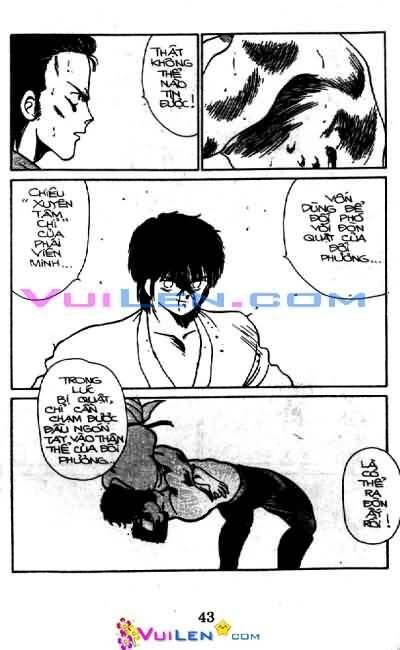 THẬT
KHÔNG
THỂ
NÀO
TIN
ĐƯỢC!
VỐN
DÙNG ĐỂ
ĐỐI PHÓ
VỚI ĐÒN
QUẬT CỦA
ĐỐI
PHƯƠNG...
CHIÊU
"XUYÊN
TÂM
CHỈ"
CỦA
PHÁI
VIÊN
MINH...
VuiLen.com
TRONG
LÚC
BỊ QUẬT,
CHỈ CẦN
CHẠM ĐƯỢC
ĐẦU NGÓN
TAY VÀO THÂN
THỂ CỦA ĐỐI
PHƯƠNG...
LÀ
CÓ
THỂ
RA
ĐÒN
ẤY
RỒI!
43
VuiLen.com